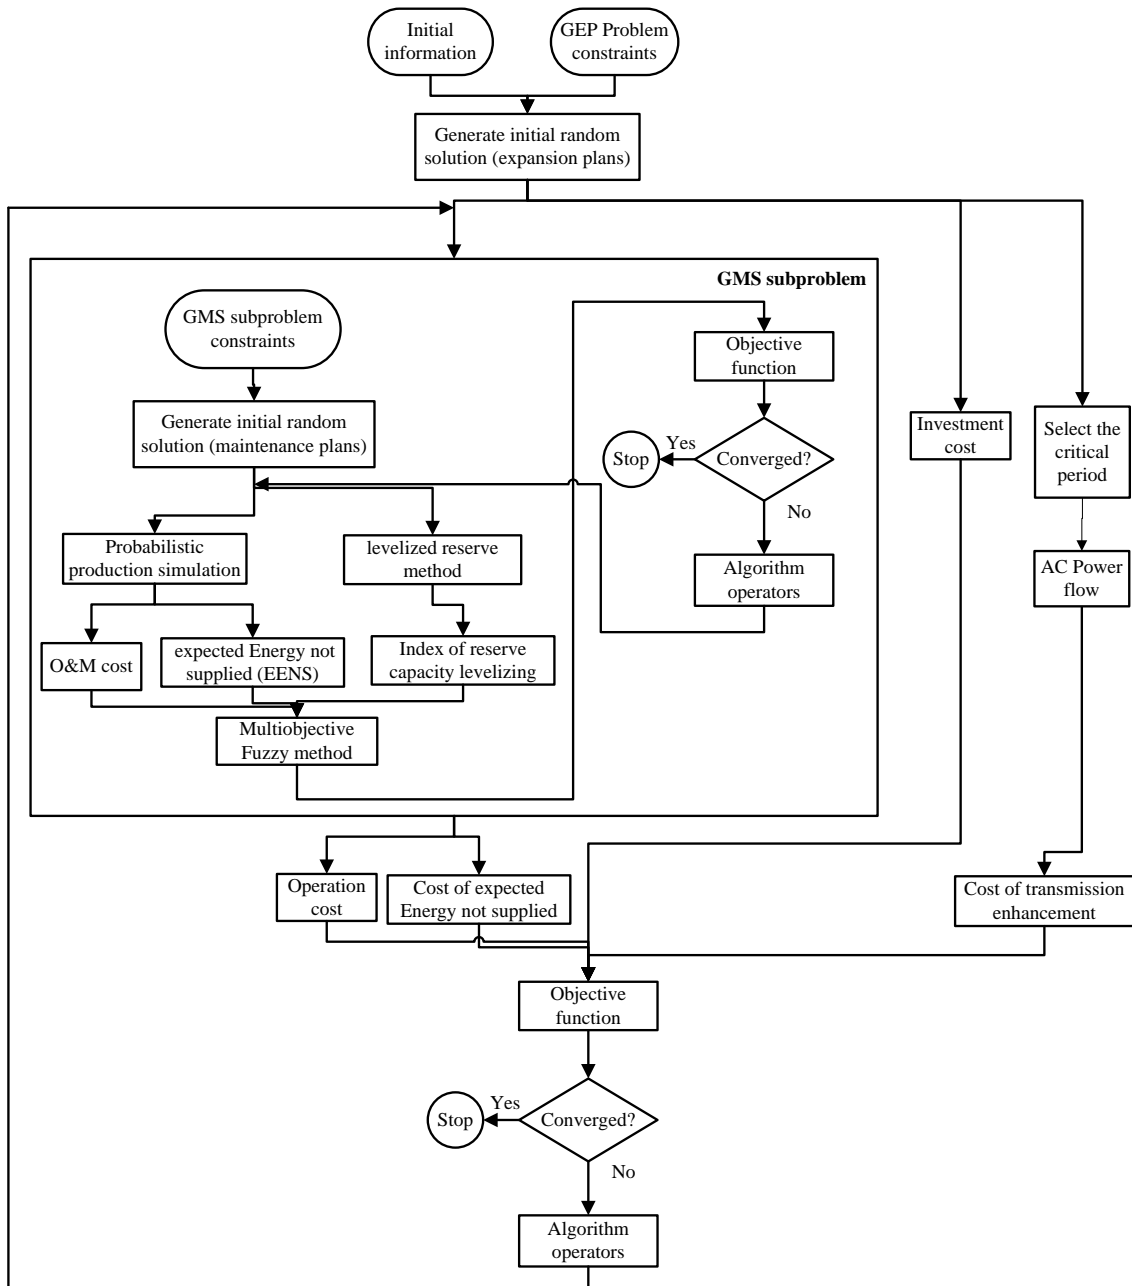 Initial
information
GEP Problem
constraints
Generate initial random
solution (expansion plans)
GMS subproblem
GMS subproblem
constraints
Objective
function
Generate initial random
solution (maintenance plans)
Stop
Yes
Converged?
No
Investment
cost
Select the
critical
period
Probabilistic
production simulation
levelized reserve
method
Algorithm
operators
AC Power
flow
O&M cost
expected Energy not
supplied (EENS)
Index of reserve
capacity levelizing
Multiobjective
Fuzzy method
Operation
cost
Cost of expected
Energy not supplied
Cost of transmission
enhancement
Objective
function
Stop
Yes
Converged?
No
Algorithm
operators